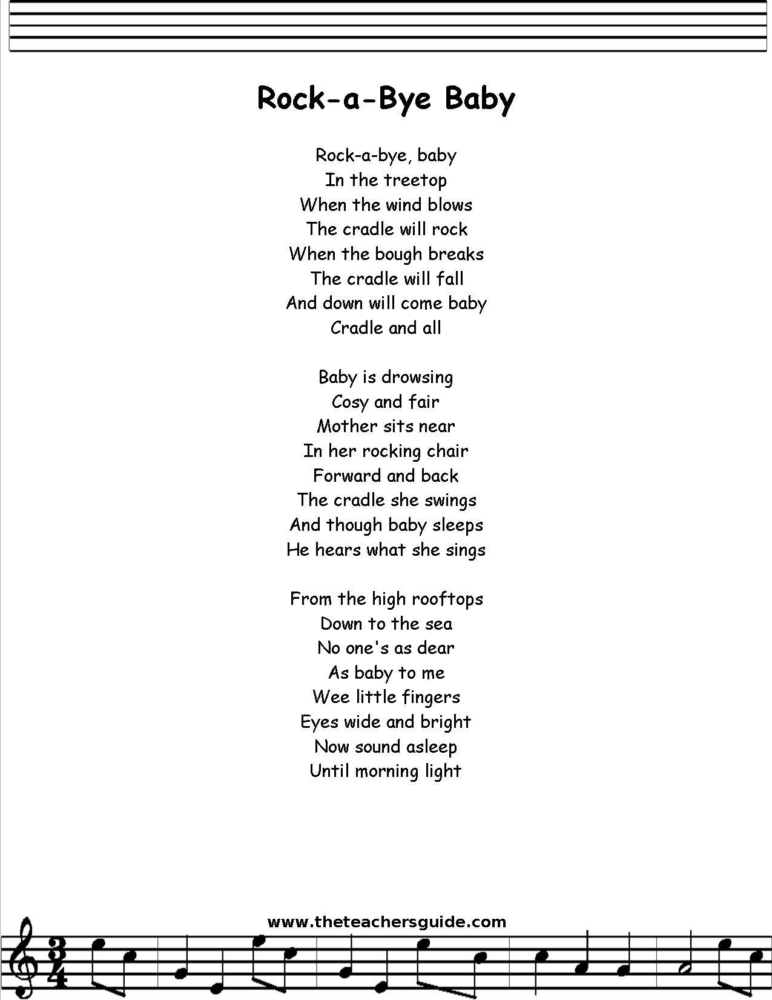 Rock-a-Bye Baby
Rock-a-bye, baby
In the treetop
When the wind blows
The cradle will rock
When the bough breaks
The cradle will fall
And down will come baby
Cradle and all
Baby is drowsing
Cosy and fair
Mother sits near
In her rocking chair
Forward and back
The cradle she swings
And though baby sleeps
He hears what she sings
From the high rooftops
Down to the sea
No one's as dear
As baby to me
Wee little fingers
Eyes wide and bright
Now sound asleep
Until morning light
www.theteachersguide.com
3
4